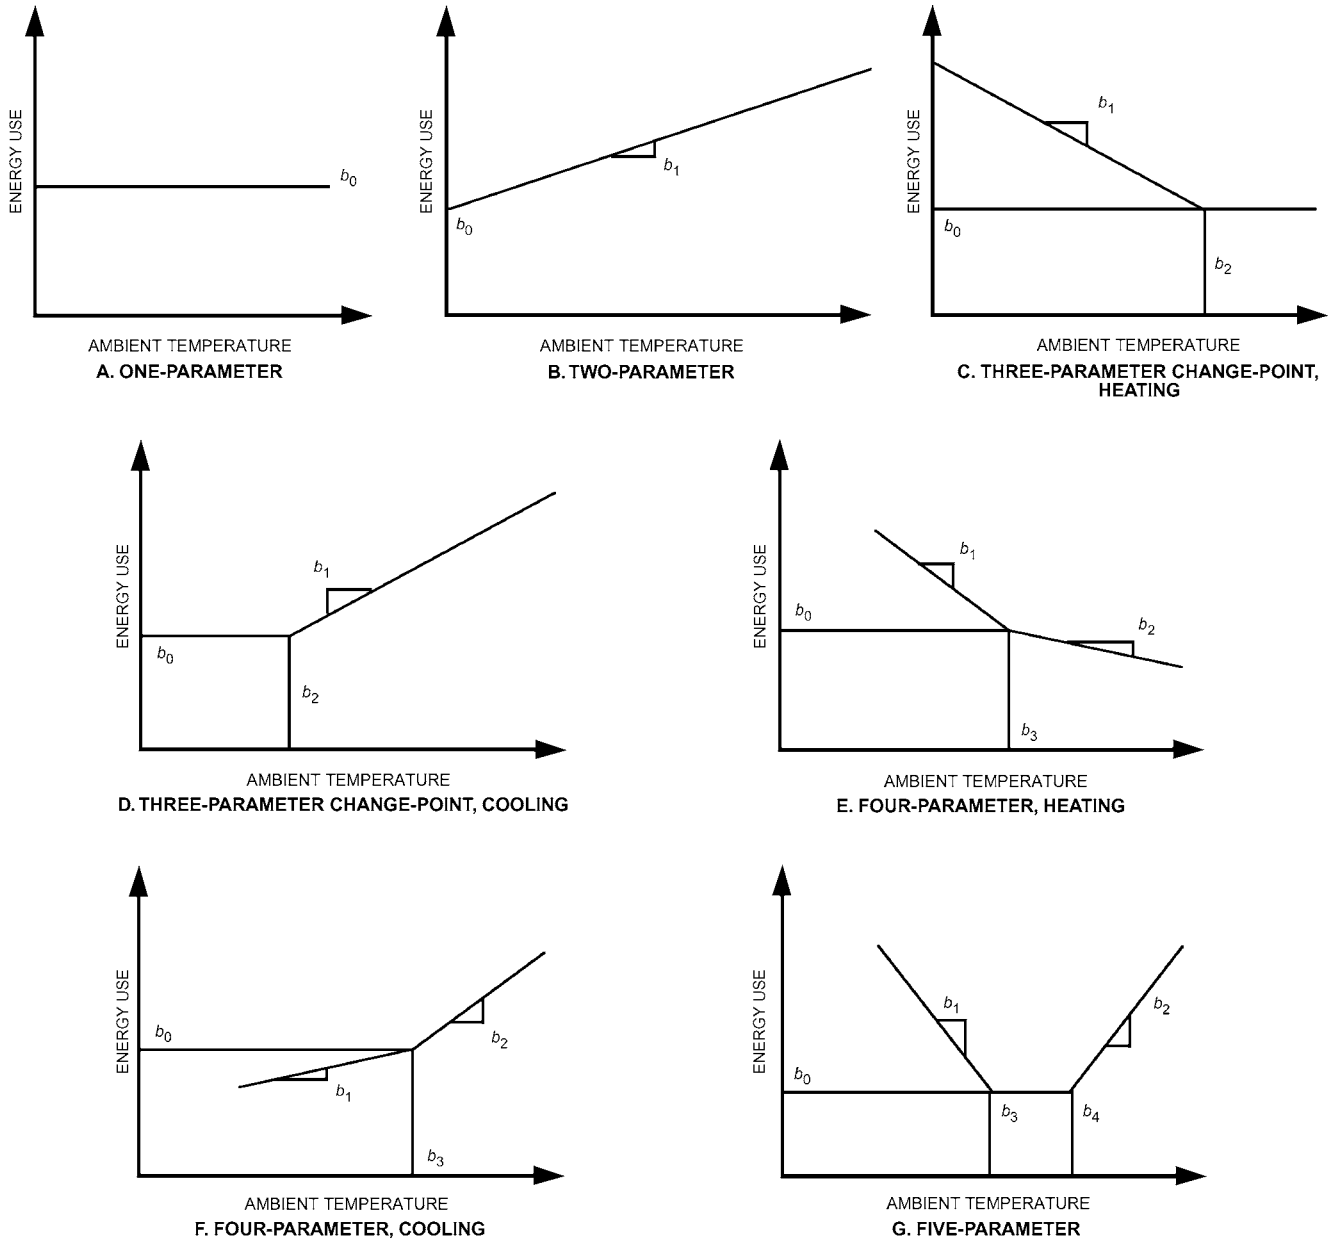 ENERGY USE
b0
AMBIENT TEMPERATURE
A. ONE-PARAMETER
ENERGY USE
b1
b0
AMBIENT TEMPERATURE
B. TWO-PARAMETER
ENERGY USE
b1
b0
b2
AMBIENT TEMPERATURE
C. THREE-PARAMETER CHANGE-POINT,
HEATING
ENERGY USE
b1
b0
b2
AMBIENT TEMPERATURE
D. THREE-PARAMETER CHANGE-POINT, COOLING
ENERGY USE
b1
b0
b2
b3
AMBIENT TEMPERATURE
E. FOUR-PARAMETER, HEATING
ENERGY USE
b0
b2
b1
b3
AMBIENT TEMPERATURE
F. FOUR-PARAMETER, COOLING
ENERGY USE
b1
b2
b0
b3
b4
AMBIENT TEMPERATURE
G. FIVE-PARAMETER